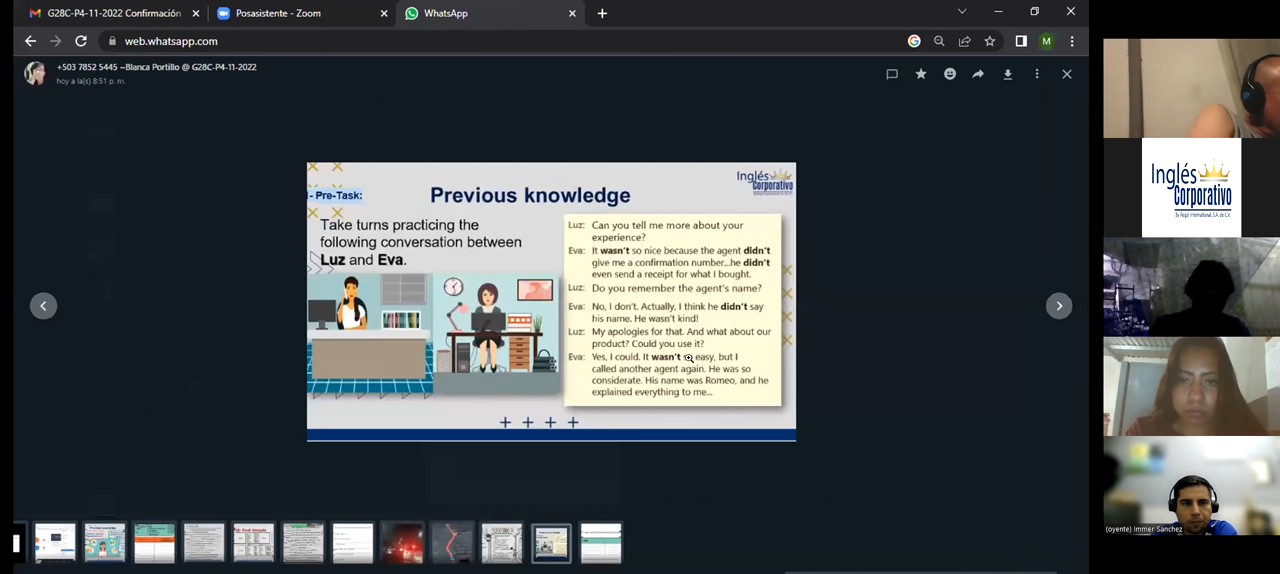 G28C-P4-11-2022 Confirmación
Posasistente - Zoom
WhatsApp
web.whatsapp.com
M
+503 7852 5445 ~Blanca Portillo @ G28C-P4-11-2022
hoy a la(s) 8:51 p. m.
- Pre-Task:
Previous knowledge
Inglés
Corporativo
Take turns practicing the
following conversation between
Luz and Eva.
Luz: Can you tell me more about your
experience?
Eva: It wasn't so nice because the agent didn't
give me a confirmation number...he didn't
even send a receipt for what I bought.
Luz: Do you remember the agent's name?
Eva: No, I don't. Actually, I think he didn't say
his name. He wasn't kind!
Luz: My apologies for that. And what about our
product? Could you use it?
Eva: Yes, I could. It wasn't so easy, but I
called another agent again. He was so
considerate. His name was Romeo, and he
explained everything to me...
Inglés
Corporativo
By Regal International, S.A. de C.V.
(oyente) Immer Sanchez